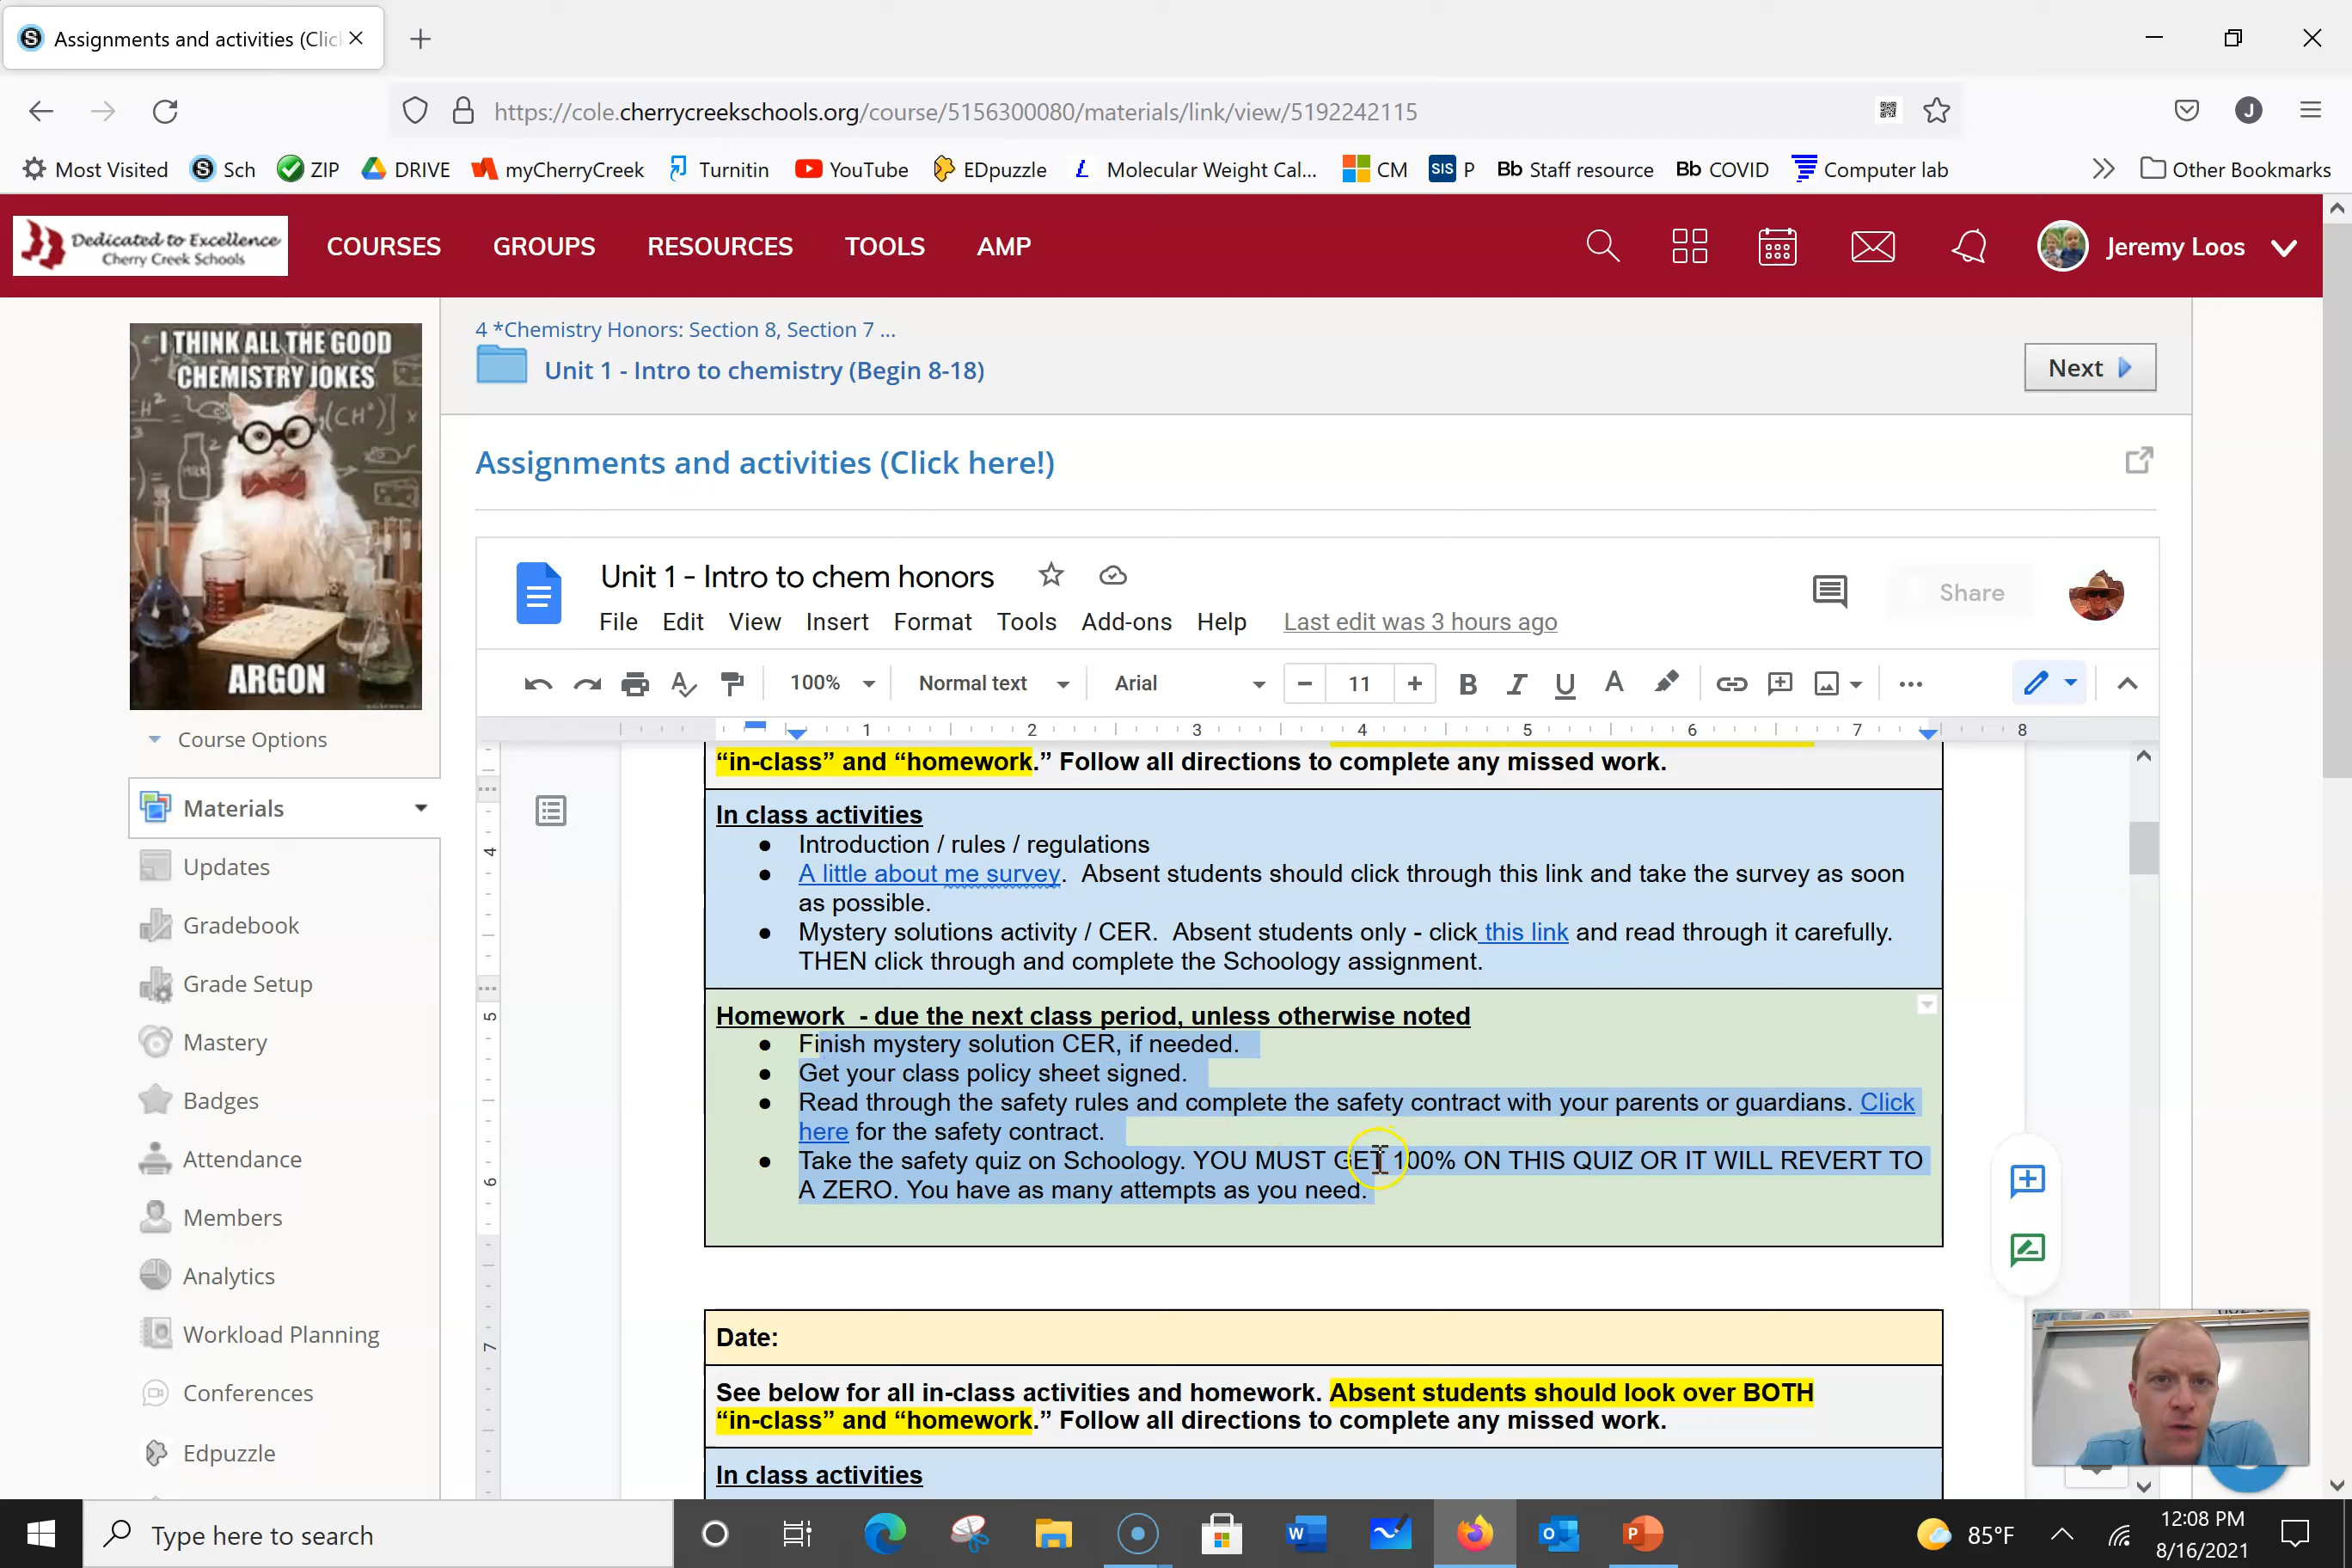 Assignments and activities (Clic
https://cole.cherrycreekschools.org/course/5156300080/materials/link/view/5192242115
Most Visited Sch ZIP DRIVE myCherryCreek Turnitin YouTube EDpuzzle Molecular Weight Cal... CM SIS P Bb Staff resource Bb COVID Computer lab Other Bookmarks
Dedicated to Excellence
Cherry Creek Schools
COURSES GROUPS RESOURCES TOOLS AMP Jeremy Loos
I THINK ALL THE GOOD
CHEMISTRY JOKES
ARGON
4 *Chemistry Honors: Section 8, Section 7 ...
Unit 1 - Intro to chemistry (Begin 8-18)
Next
Assignments and activities (Click here!)
Unit 1 - Intro to chem honors
Share
File Edit View Insert Format Tools Add-ons Help Last edit was 3 hours ago
100% Normal text Arial 11
1 2 3 4 5 6 7 8
Course Options
Materials
Updates
Gradebook
Grade Setup
Mastery
Badges
Attendance
Members
Analytics
Workload Planning
Conferences
Edpuzzle
4
5
6
7
“in-class” and “homework.” Follow all directions to complete any missed work.
In class activities
● Introduction / rules / regulations
● A little about me survey. Absent students should click through this link and take the survey as soon
as possible.
● Mystery solutions activity / CER. Absent students only - click this link and read through it carefully.
THEN click through and complete the Schoology assignment.
Homework - due the next class period, unless otherwise noted
● Finish mystery solution CER, if needed.
● Get your class policy sheet signed.
● Read through the safety rules and complete the safety contract with your parents or guardians. Click
here for the safety contract.
● Take the safety quiz on Schoology. YOU MUST GET 100% ON THIS QUIZ OR IT WILL REVERT TO
A ZERO. You have as many attempts as you need.
Date:
See below for all in-class activities and homework. Absent students should look over BOTH
“in-class” and “homework.” Follow all directions to complete any missed work.
In class activities
Type here to search
85°F
12:08 PM
8/16/2021